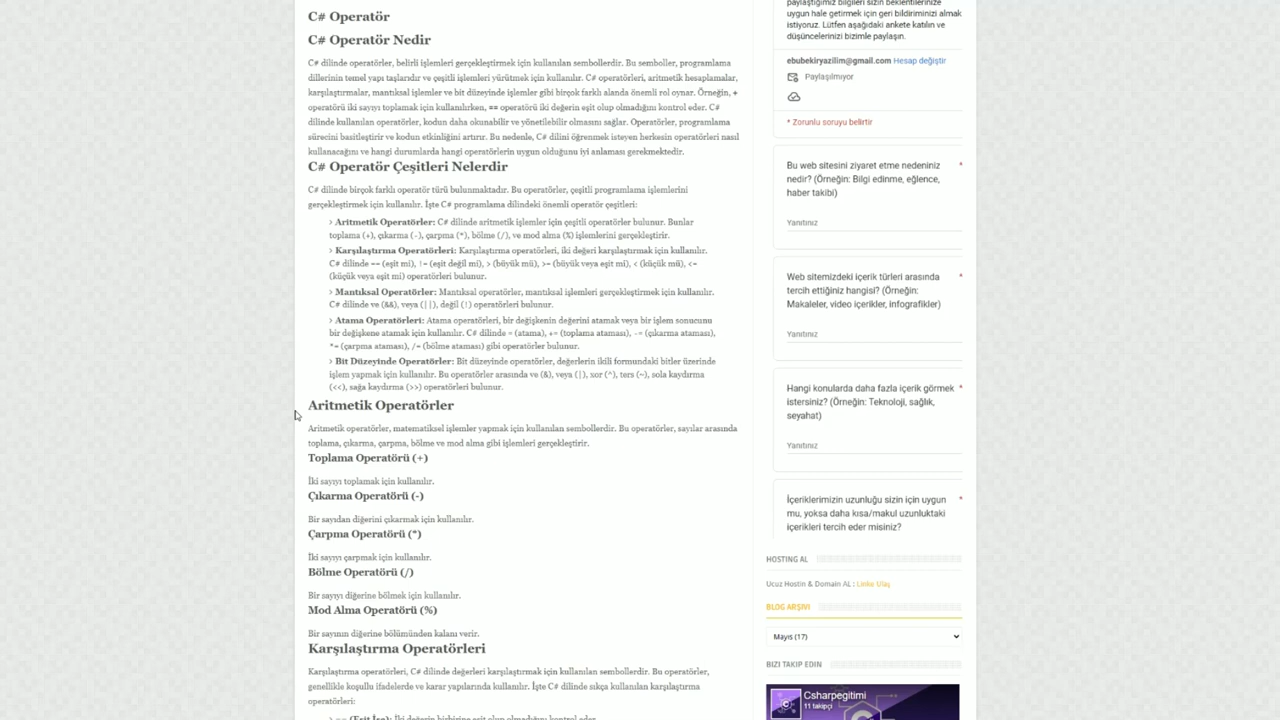 C# Operatör
C# Operatör Nedir
C# dilinde operatörler, belirli işlemleri gerçekleştirmek için kullanılan sembollerdir. Bu semboller, programlama
dillerinin temel yapı taşlarıdır ve çeşitli işlemleri yürütmek için kullanılır. C# operatörleri, aritmetik hesaplamalar,
karşılaştırmalar, mantıksal işlemler ve bit düzeyinde işlemler gibi birçok farklı alanda önemli rol oynar. Örneğin, +
operatörü iki sayıyı toplamak için kullanılırken, == operatörü iki değerin eşit olup olmadığını kontrol eder. C#
dilinde kullanılan operatörler, kodun daha okunabilir ve yönetilebilir olmasını sağlar. Operatörler, programlama
sürecini basitleştirir ve kodun etkinliğini artırır. Bu nedenle, C# dilini öğrenmek isteyen herkesin operatörleri nasıl
kullanacağını ve hangi durumlarda hangi operatörlerin uygun olduğunu iyi anlaması gerekmektedir.
C# Operatör Çeşitleri Nelerdir
C# dilinde birçok farklı operatör türü bulunmaktadır. Bu operatörler, çeşitli programlama işlemlerini
gerçekleştirmek için kullanılır. İşte C# programlama dilindeki önemli operatör çeşitleri:
> Aritmetik Operatörler: C# dilinde aritmetik işlemler için çeşitli operatörler bulunur. Bunlar
toplama (+), çıkarma (-), çarpma (*), bölme (/), ve mod alma (%) işlemlerini gerçekleştirir.
> Karşılaştırma Operatörleri: Karşılaştırma operatörleri, iki değeri karşılaştırmak için kullanılır.
C# dilinde == (eşit mi), != (eşit değil mi), > (büyük mü), >= (büyük veya eşit mi), < (küçük mü), <=
(küçük veya eşit mi) operatörleri bulunur.
> Mantıksal Operatörler: Mantıksal operatörler, mantıksal işlemleri gerçekleştirmek için kullanılır.
C# dilinde ve (&&), veya (||), değil (!) operatörleri bulunur.
> Atama Operatörleri: Atama operatörleri, bir değişkenin değerini atamak veya bir işlem sonucunu
bir değişkene atamak için kullanılır. C# dilinde = (atama), += (toplama ataması), -= (çıkarma ataması),
*= (çarpma ataması), /= (bölme ataması) gibi operatörler bulunur.
> Bit Düzeyinde Operatörler: Bit düzeyinde operatörler, değerlerin ikili formundaki bitler üzerinde
işlem yapmak için kullanılır. Bu operatörler arasında ve (&), veya (|), xor (^), ters (~), sola kaydırma
(<<), sağa kaydırma (>>) operatörleri bulunur.
Aritmetik Operatörler
Aritmetik operatörler, matematiksel işlemler yapmak için kullanılan sembollerdir. Bu operatörler, sayılar arasında
toplama, çıkarma, çarpma, bölme ve mod alma gibi işlemleri gerçekleştirir.
Toplama Operatörü (+)
İki sayıyı toplamak için kullanılır.
Çıkarma Operatörü (-)
Bir sayıdan diğerini çıkarmak için kullanılır.
Çarpma Operatörü (*)
İki sayıyı çarpmak için kullanılır.
Bölme Operatörü (/)
Bir sayıyı diğerine bölmek için kullanılır.
Mod Alma Operatörü (%)
Bir sayının diğerine bölümünden kalanı verir.
Karşılaştırma Operatörleri
Karşılaştırma operatörleri, C# dilinde değerleri karşılaştırmak için kullanılan sembollerdir. Bu operatörler,
genellikle koşullu ifadelerde ve karar yapılarında kullanılır. İşte C# dilinde sıkça kullanılan karşılaştırma
operatörleri:
> == (Eşit İse): İki değerin birbirine eşit olup olmadığını kontrol eder.
paylaştığımız bilgileri sizin beklentilerinize
uygun hale getirmek için geri bildiriminizi almak
istiyoruz. Lütfen aşağıdaki ankete katılın ve
düşüncelerinizi bizimle paylaşın.
ebubekiryazilim@gmail.com Hesap değiştir
Paylaşılmıyor
* Zorunlu soruyu belirtir
Bu web sitesini ziyaret etme nedeniniz *
nedir? (Örneğin: Bilgi edinme, eğlence,
haber takibi)
Yanıtınız
Web sitemizdeki içerik türleri arasında *
tercih ettiğiniz hangisi? (Örneğin:
Makaleler, video içerikler, infografikler)
Yanıtınız
Hangi konularda daha fazla içerik görmek *
istersiniz? (Örneğin: Teknoloji, sağlık,
seyahat)
Yanıtınız
İçeriklerimizin uzunluğu sizin için uygun *
mu, yoksa daha kısa/makul uzunluktaki
içerikleri tercih eder misiniz?
HOSTING AL
Ucuz Hostin & Domain AL : Linke Ulaş
BLOG ARŞIVI
Mayıs (17)
BIZI TAKIP EDIN
Csharpegitimi
11 takipçi